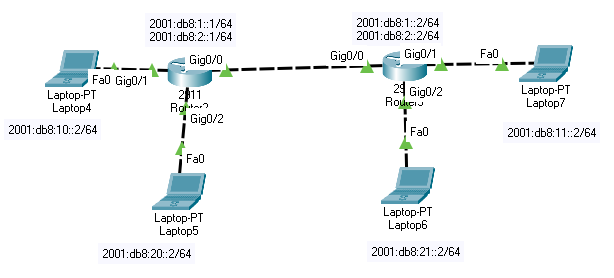 2001:db8:1::1/64
2001:db8:2::1/64
2001:db8:1::2/64
2001:db8:2::2/64
Gig0/0
Gig0/0
Gig0/1
Fa0
Fa0
Gig0/1
Laptop-PT
Laptop4
Laptop-PT
Laptop7
Gig0/2
Gig0/2
2001:db8:10::2/64
2001:db8:11::2/64
Fa0
Fa0
Laptop-PT
Laptop5
Laptop-PT
Laptop6
2001:db8:20::2/64
2001:db8:21::2/64